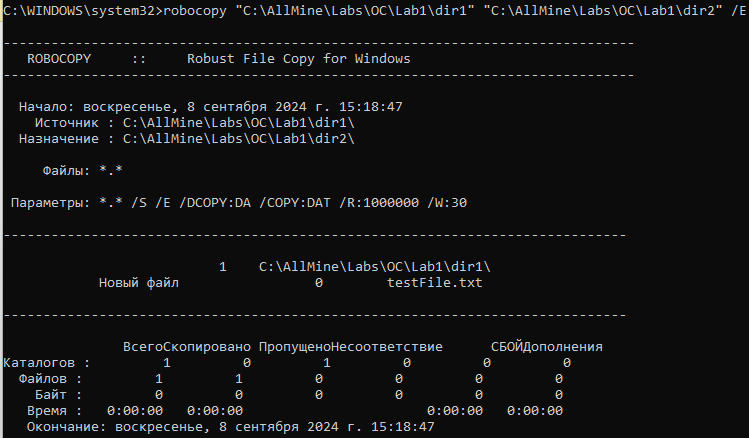 C:\WINDOWS\system32>robocopy "C:\AllMine\Labs\OC\Lab1\dir1" "C:\AllMine\Labs\OC\Lab1\dir2" /E
-------------------------------------------------------------------------------
   ROBOCOPY     ::     Robust File Copy for Windows
-------------------------------------------------------------------------------
  Начало: воскресенье, 8 сентября 2024 г. 15:18:47
    Источник : C:\AllMine\Labs\OC\Lab1\dir1\
  Назначение : C:\AllMine\Labs\OC\Lab1\dir2\
     Файлы: *.*
 Параметры: *.* /S /E /DCOPY:DA /COPY:DAT /R:1000000 /W:30
------------------------------------------------------------------------------
                           1    C:\AllMine\Labs\OC\Lab1\dir1\
            Новый файл                 0        testFile.txt
------------------------------------------------------------------------------
               ВсегоСкопировано ПропущеноНесоответствие      СБОЙДополнения
Каталогов :         1         0         1         0         0         0
  Файлов :         1         1         0         0         0         0
    Байт :         0         0         0         0         0         0
   Время :   0:00:00   0:00:00                       0:00:00   0:00:00
   Окончание: воскресенье, 8 сентября 2024 г. 15:18:47